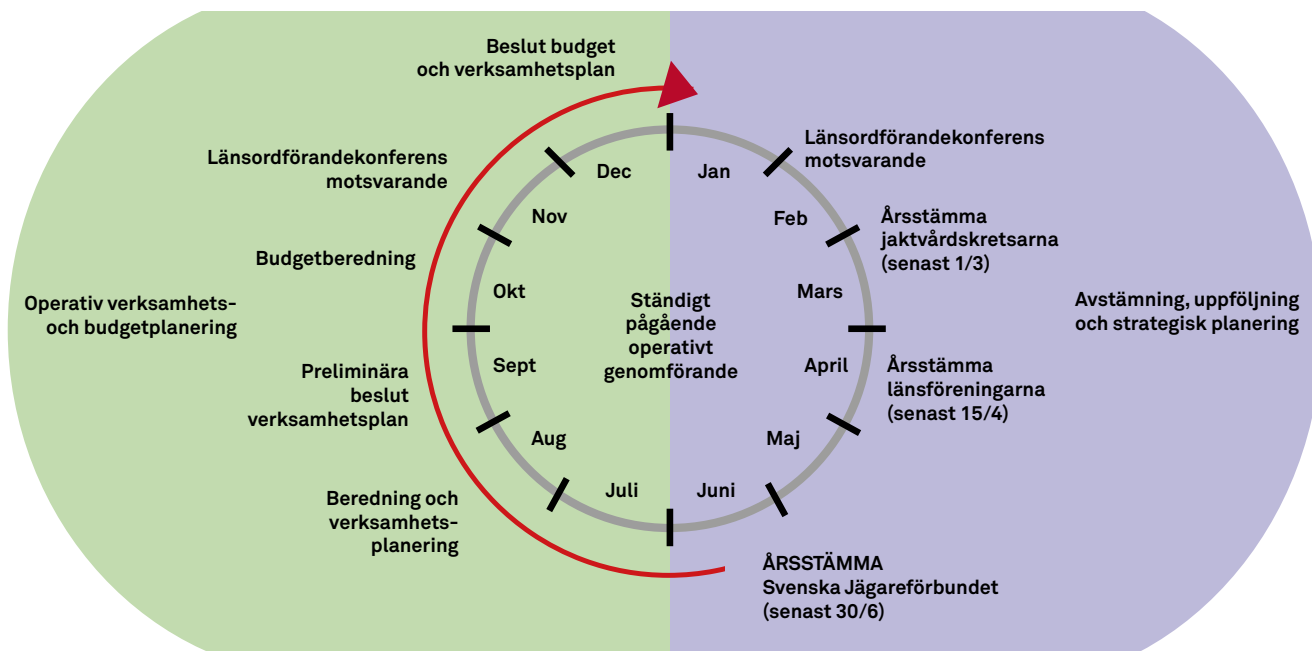 Beslut budget
och verksamhetsplan
Länsordförandekonferens
motsvarande
Budgetberedning
Operativ verksamhets-
och budgetplanering
Preliminära
beslut
verksamhetsplan
Beredning och
verksamhets-
planering
Dec
Nov
Okt
Sept
Aug
Juli
Ständigt
pågående
operativt
genomförande
Jan
Feb
Mars
April
Maj
Juni
Länsordförandekonferens
motsvarande
Årsstämma
jaktvårdskretsarna
(senast 1/3)
Årsstämma
länsföreningarna
(senast 15/4)
ÅRSSTÄMMA
Svenska Jägareförbundet
(senast 30/6)
Avstämning, uppföljning
och strategisk planering